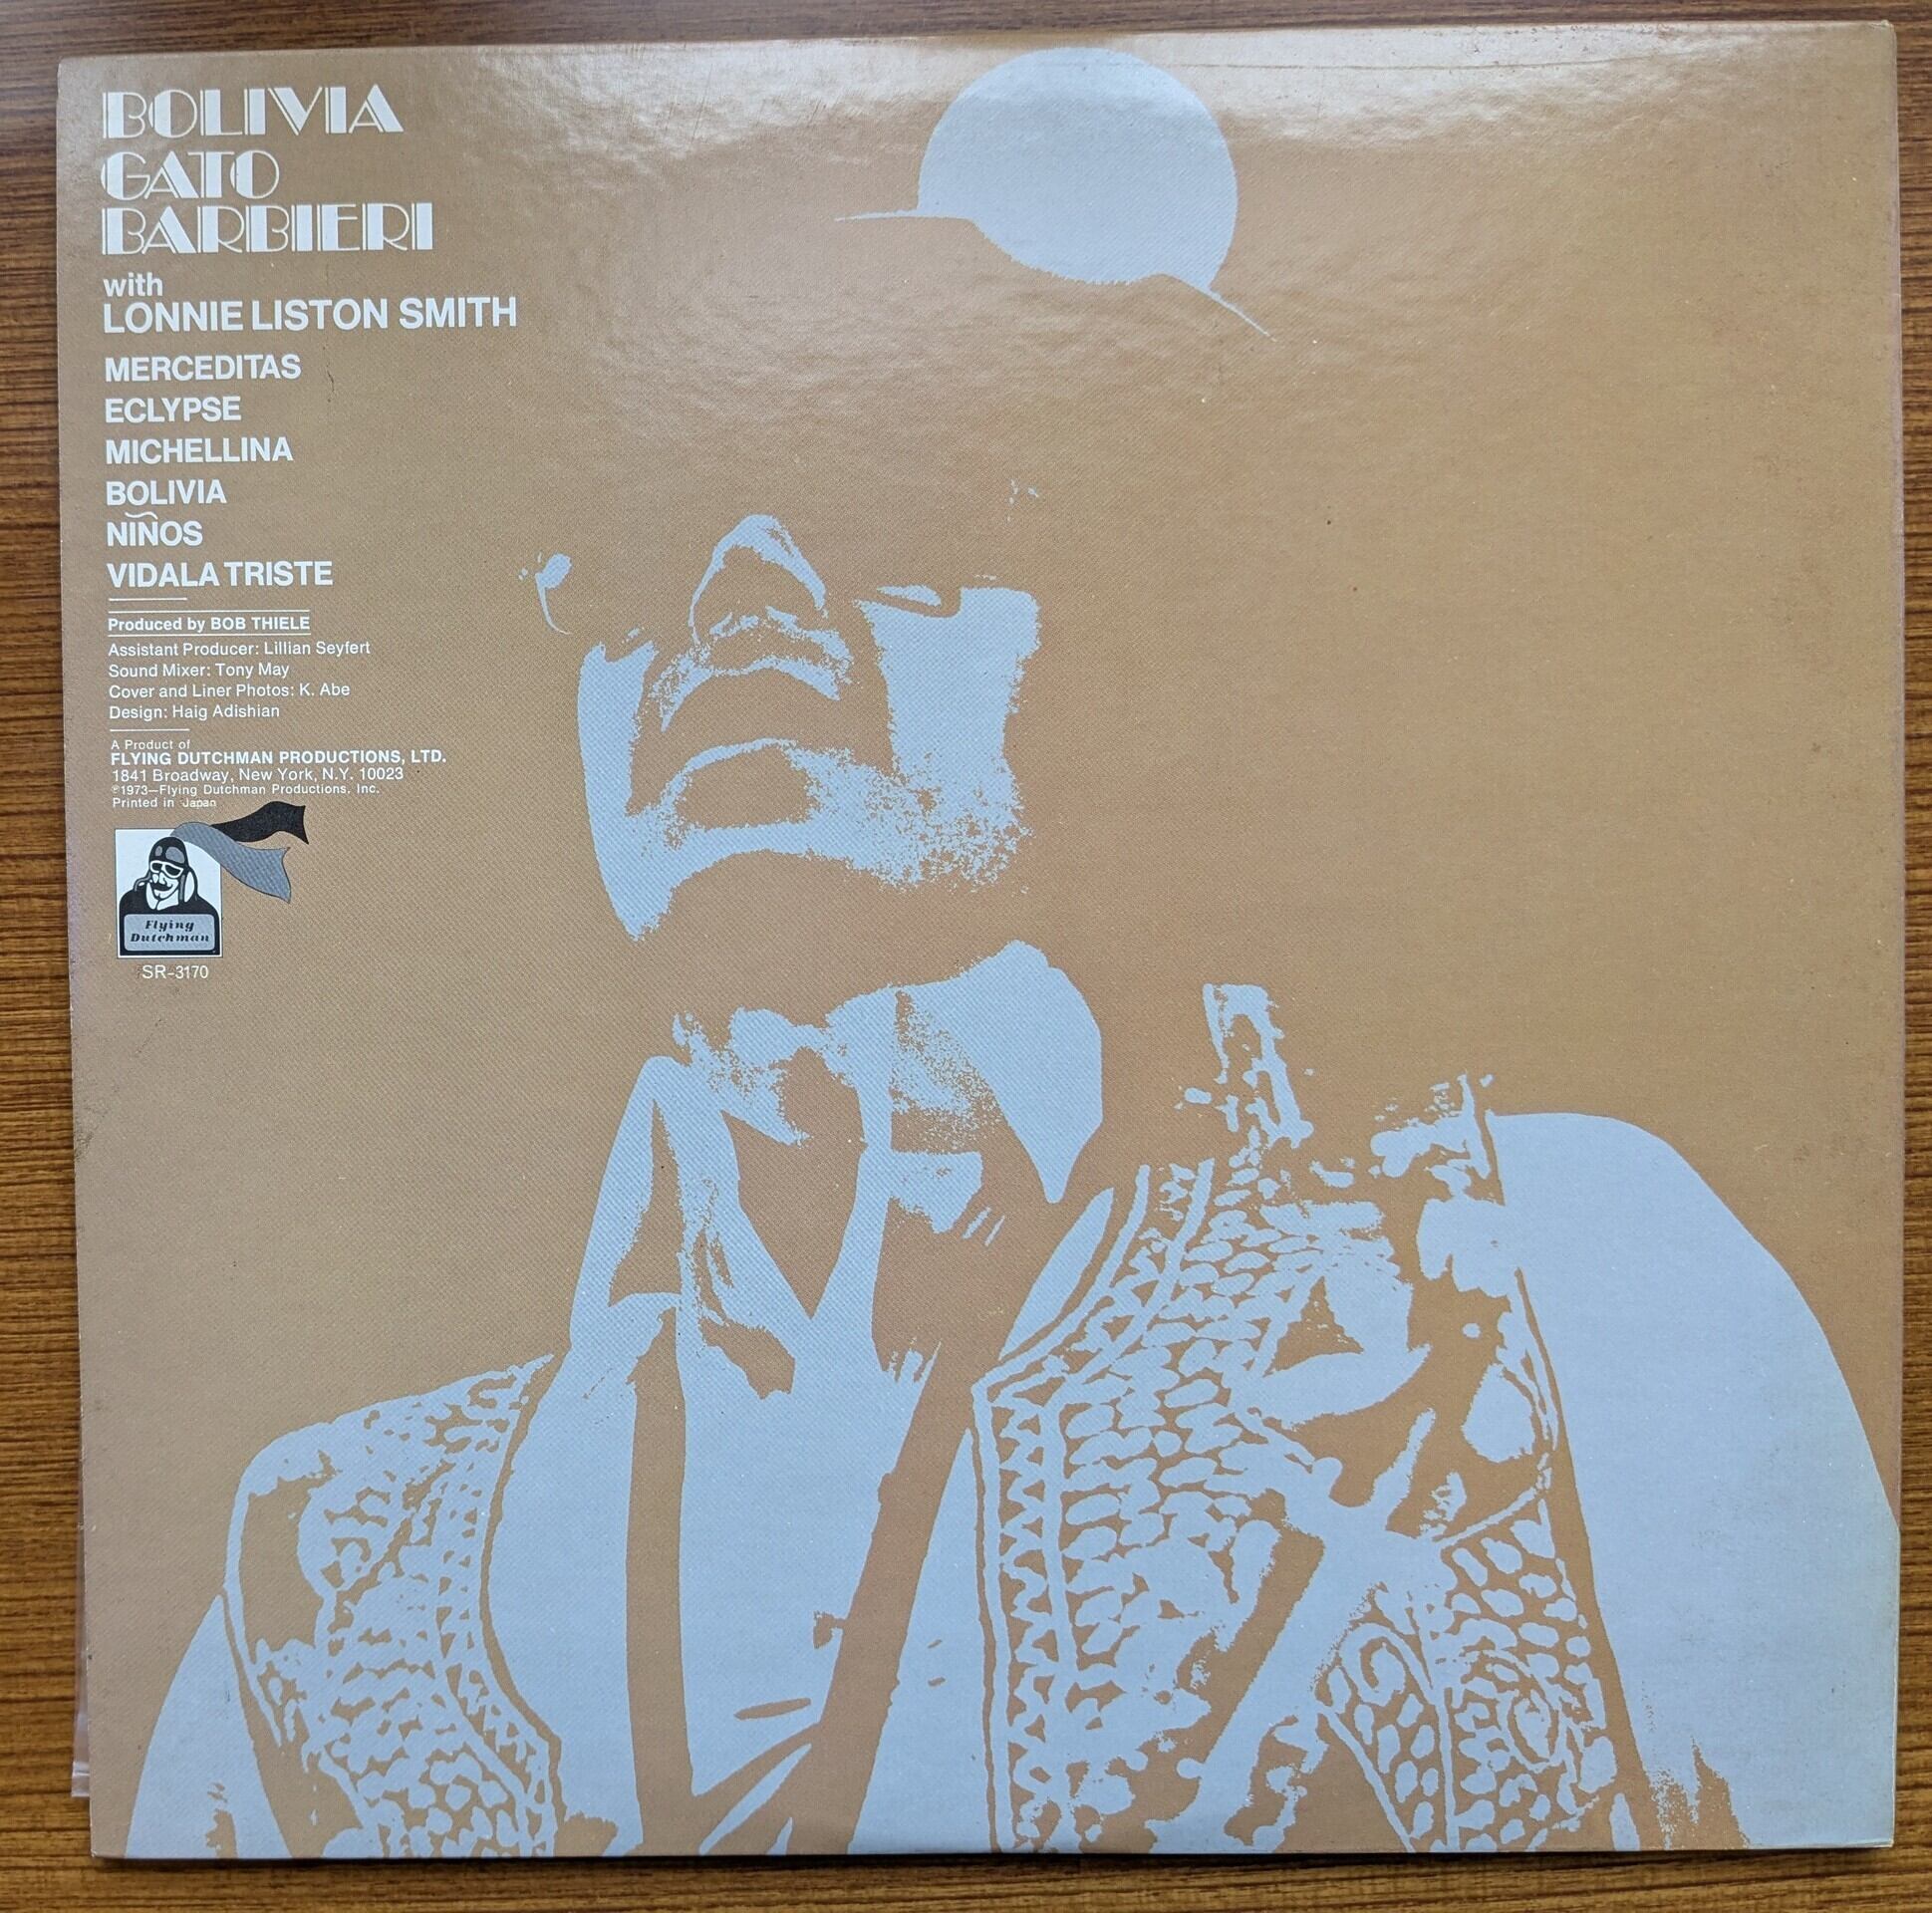 BOLIVIA
GATO
BARBIERI
with
LONNIE LISTON SMITH
MERCEDITAS
ECLYPSE
MICHELLINA
BOLIVIA
NIÑOS
VIDALA TRISTE
Produced by BOB THIELE
Assistant Producer: Lillian Seyfert
Sound Mixer: Tony May
Cover and Liner Photos: K. Abe
Design: Haig Adishian
A Product of
FLYING DUTCHMAN PRODUCTIONS, LTD.
1841 Broadway, New York, N.Y. 10023
℗1973—Flying Dutchman Productions, Inc.
Printed in Japan
Flying
Dutchman
SR-3170